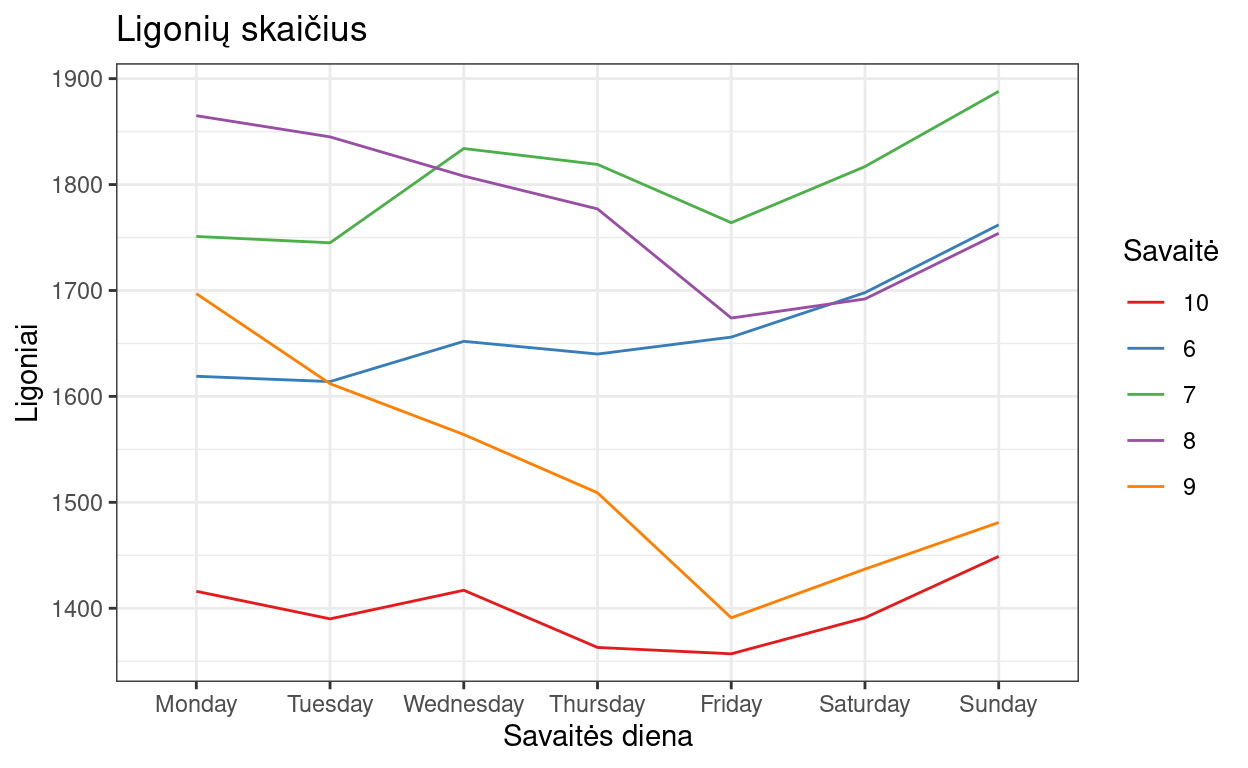 Ligonių skaičius
1900
1800
1700
1600
1500
1400
Ligoniai
Monday Tuesday Wednesday Thursday Friday Saturday Sunday
Savaitės diena
Savaitė
10
6
7
8
9